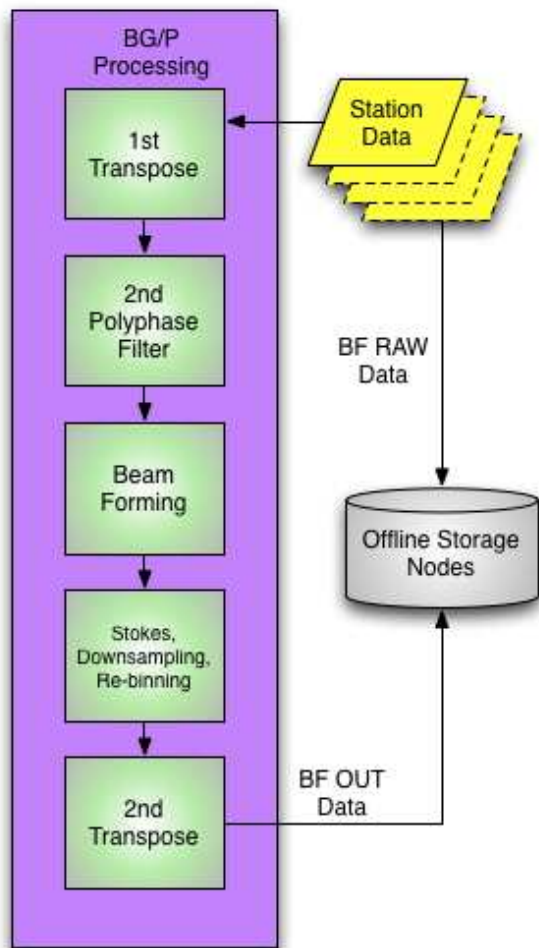 BG/P
Processing
1st
Transpose
2nd
Polyphase
Filter
Beam
Forming
Stokes,
Downsampling,
Re-binning
2nd
Transpose
Station
Data
BF RAW
Data
Offline Storage
Nodes
BF OUT
Data